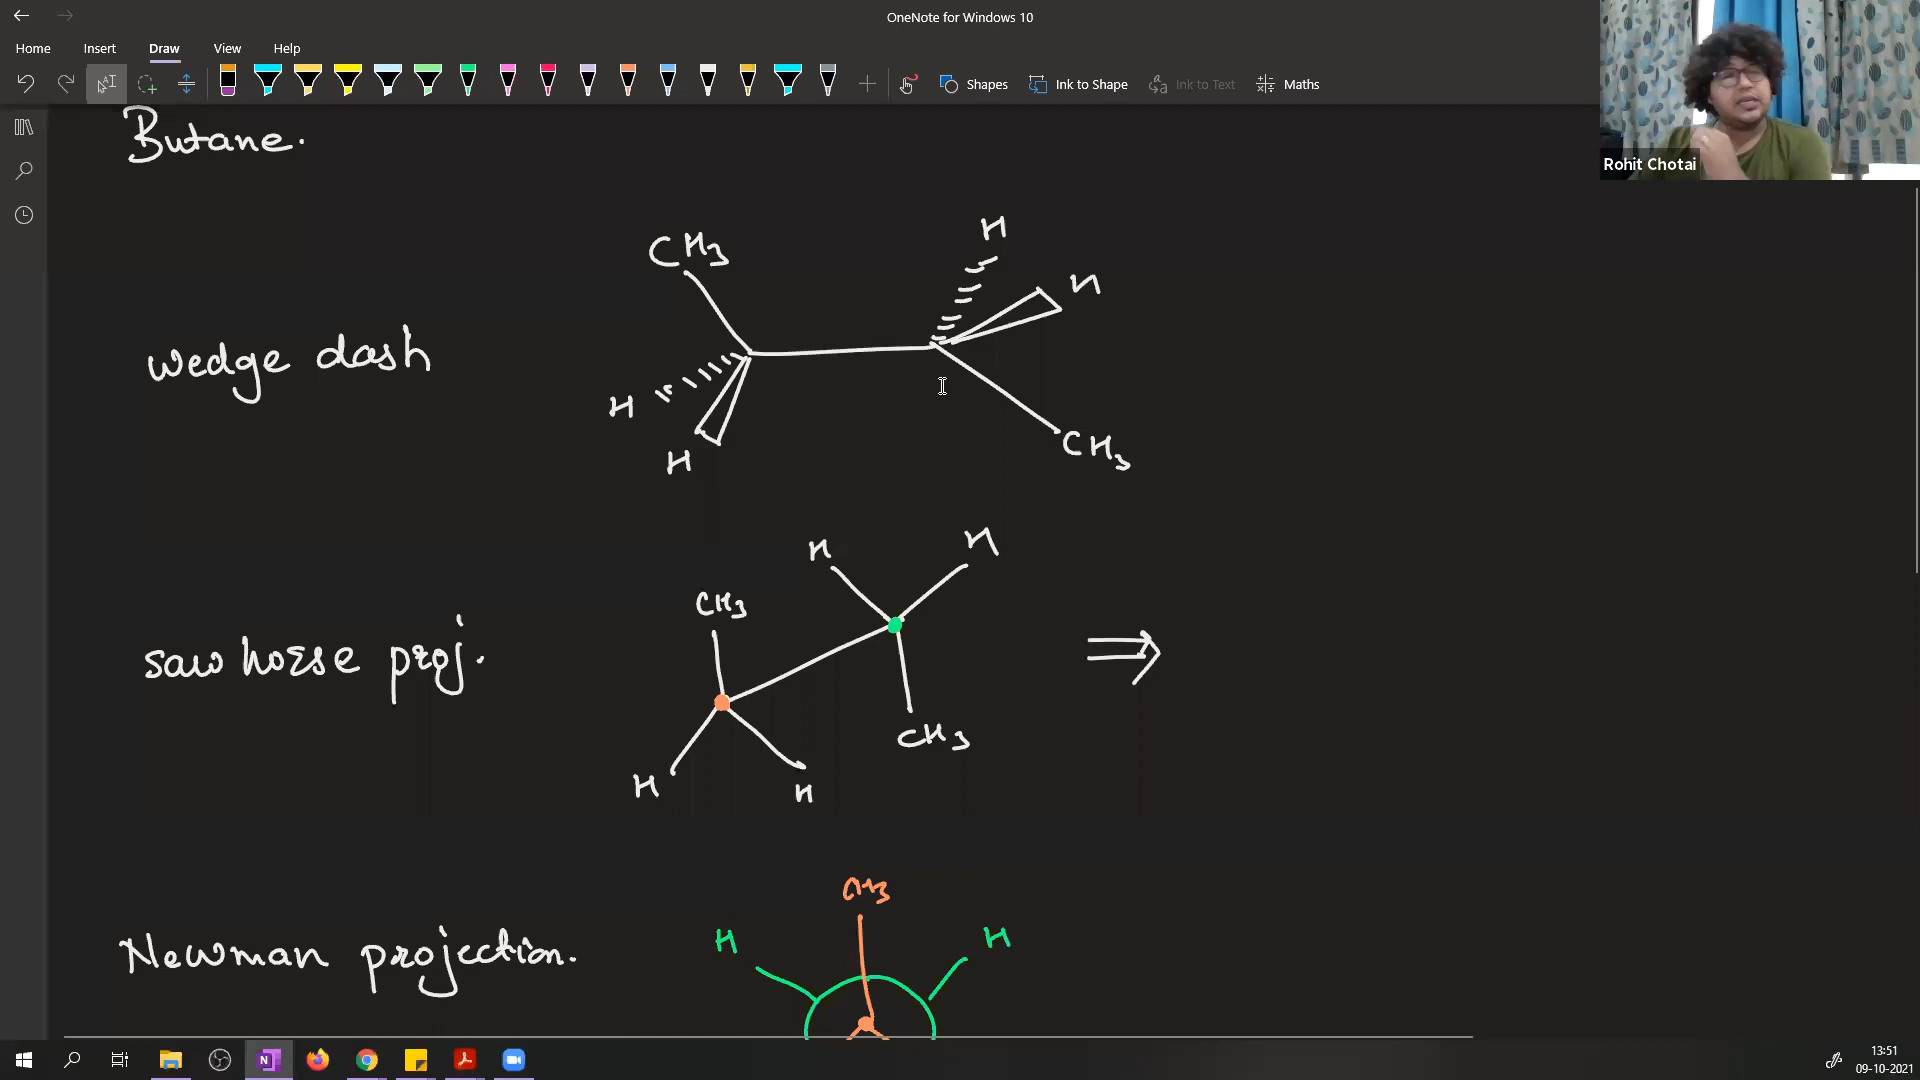 OneNote for Windows 10
Home Insert Draw View Help
Shapes Ink to Shape Ink to Text Maths
Rohit Chotai
Butane.
CH3 H
H
wedge dash
H
H CH3
H H
CH3
saw horse proj.
CH3
H H
CH3
H H
Newman projection.
13:51
09-10-2021